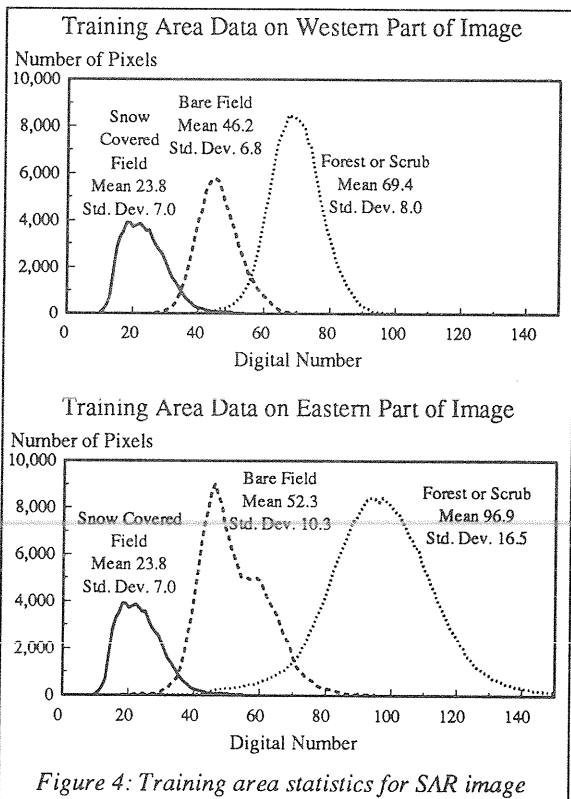 Training Area Data on Western Part of Image
Number of Pixels
10,000
8,000
6,000
4,000
2,000
0
Snow
Covered
Field
Mean 23.8
Std. Dev. 7.0
Bare Field
Mean 46.2
Std. Dev. 6.8
Forest or Scrub
Mean 69.4
Std. Dev. 8.0
0 20 40 60 80 100 120 140
Digital Number
Training Area Data on Eastern Part of Image
Number of Pixels
10,000
8,000
6,000
4,000
2,000
0
Snow Covered
Field
Mean 23.8
Std. Dev. 7.0
Bare Field
Mean 52.3
Std. Dev. 10.3
Forest or Scrub
Mean 96.9
Std. Dev. 16.5
0 20 40 60 80 100 120 140
Digital Number
Figure 4: Training area statistics for SAR image